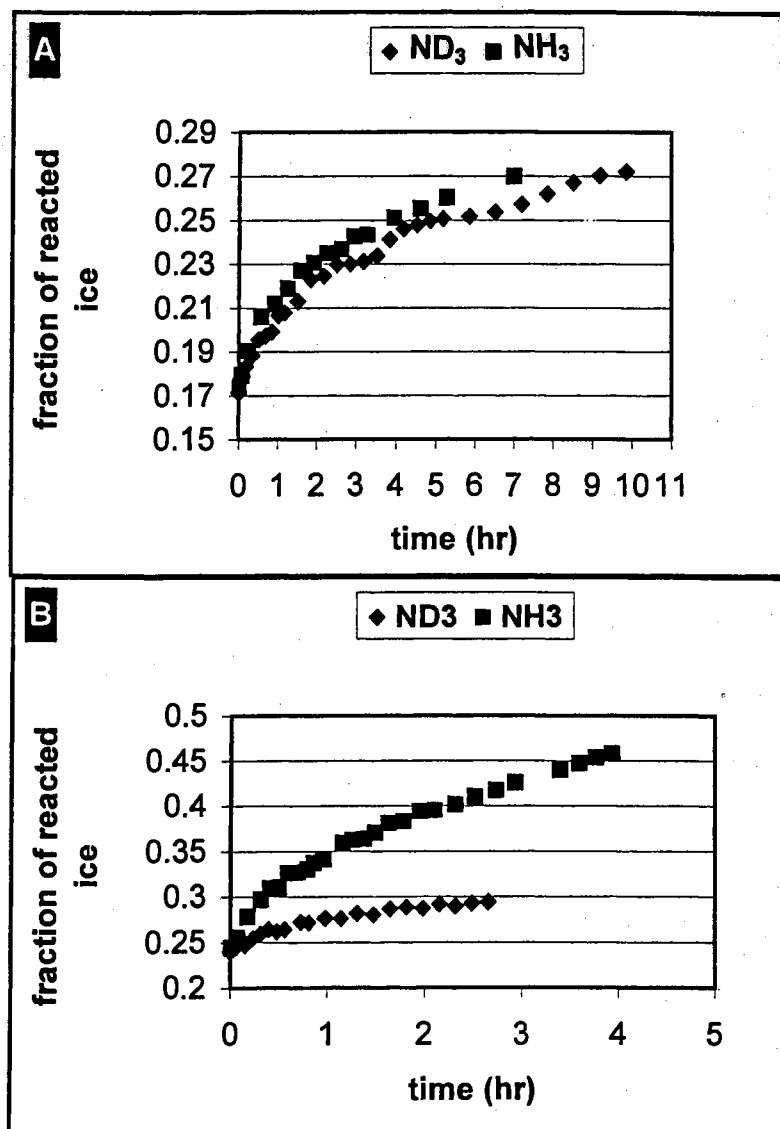 A
◆ ND₃ ■ NH₃
fraction of reacted
ice
0.29
0.27
0.25
0.23
0.21
0.19
0.17
0.15
0 1 2 3 4 5 6 7 8 9 10 11
time (hr)
B
◆ ND3 ■ NH3
fraction of reacted
ice
0.5
0.45
0.4
0.35
0.3
0.25
0.2
0 1 2 3 4 5
time (hr)